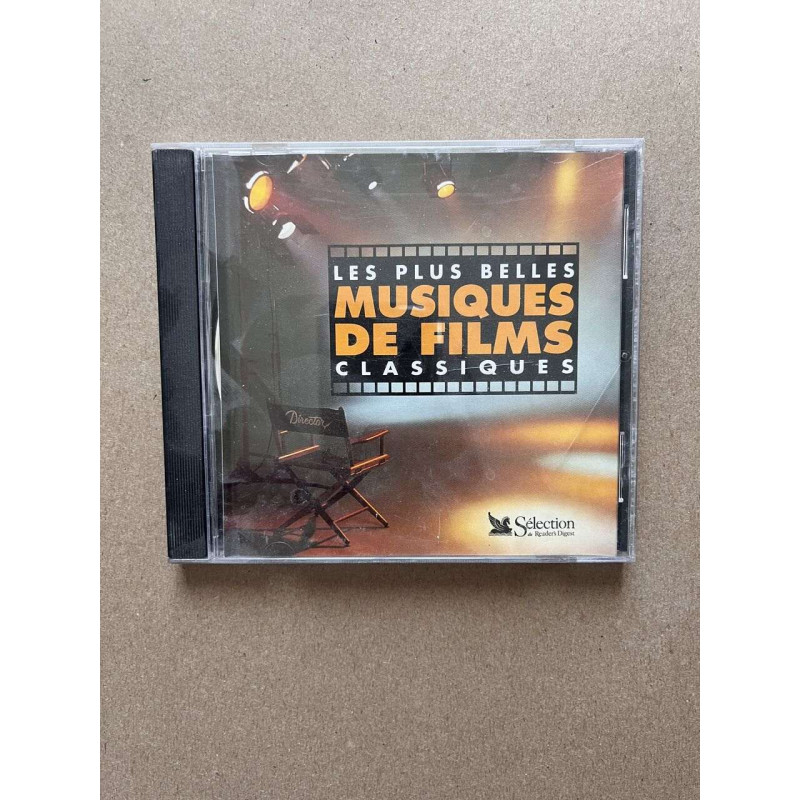 LES PLUS BELLES
MUSIQUES
DE FILMS
CLASSIQUES
Director
Sélection
du Reader's Digest